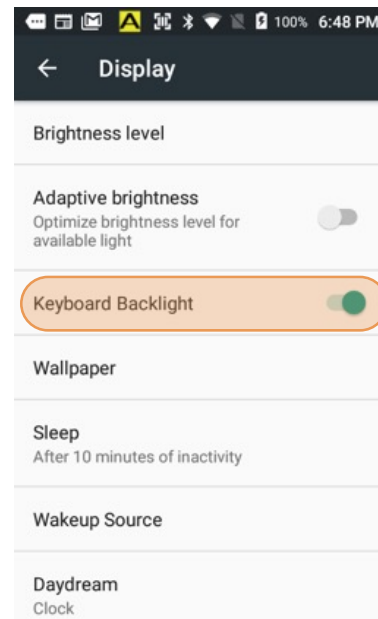 100% 6:48 PM
Display
Brightness level
Adaptive brightness
Optimize brightness level for
available light
Keyboard Backlight
Wallpaper
Sleep
After 10 minutes of inactivity
Wakeup Source
Daydream
Clock